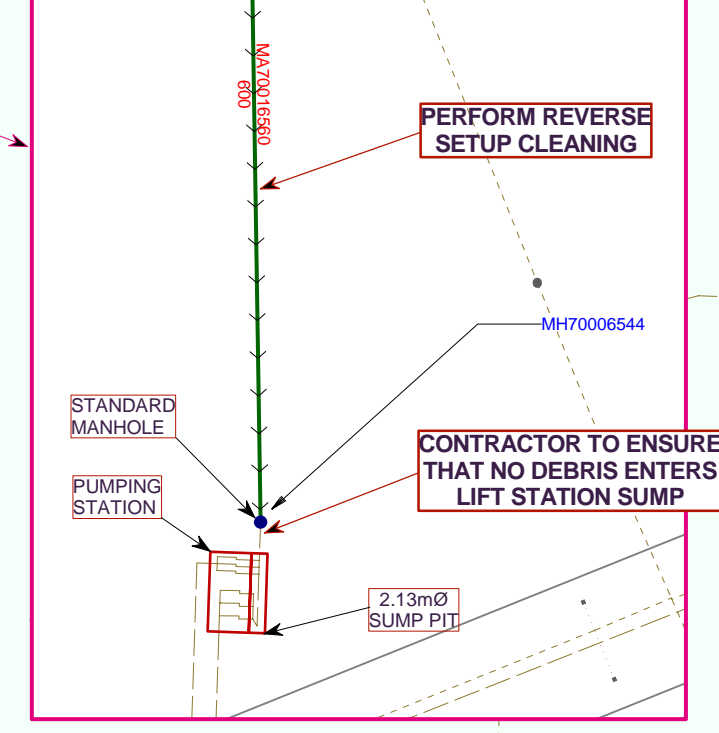 MA70016560
600
PERFORM REVERSE
SETUP CLEANING
MH70006544
STANDARD
MANHOLE
CONTRACTOR TO ENSURE
THAT NO DEBRIS ENTERS
LIFT STATION SUMP
PUMPING
STATION
2.13mØ
SUMP PIT